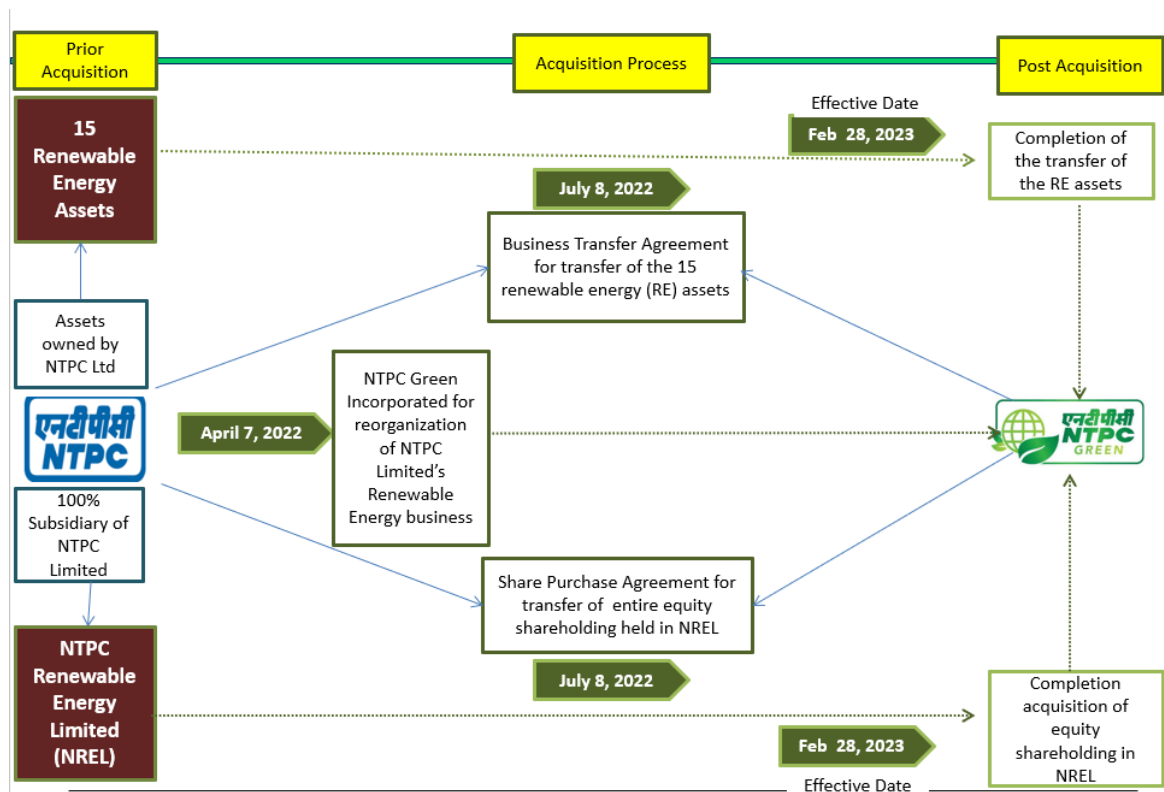 Prior
Acquisition
Acquisition Process
Post Acquisition
15
Renewable
Energy
Assets
Effective Date
Feb 28, 2023
Completion of
the transfer of
the RE assets
July 8, 2022
Business Transfer Agreement
for transfer of the 15
renewable energy (RE) assets
Assets
owned by
NTPC Ltd
एनटीपीसी
NTPC
April 7, 2022
NTPC Green
Incorporated for
reorganization
of NTPC
Limited’s
Renewable
Energy business
एनटीपीसी
NTPC
GREEN
100%
Subsidiary of
NTPC
Limited
Share Purchase Agreement for
transfer of entire equity
shareholding held in NREL
July 8, 2022
NTPC
Renewable
Energy
Limited
(NREL)
Feb 28, 2023
Effective Date
Completion
acquisition of
equity
shareholding in
NREL